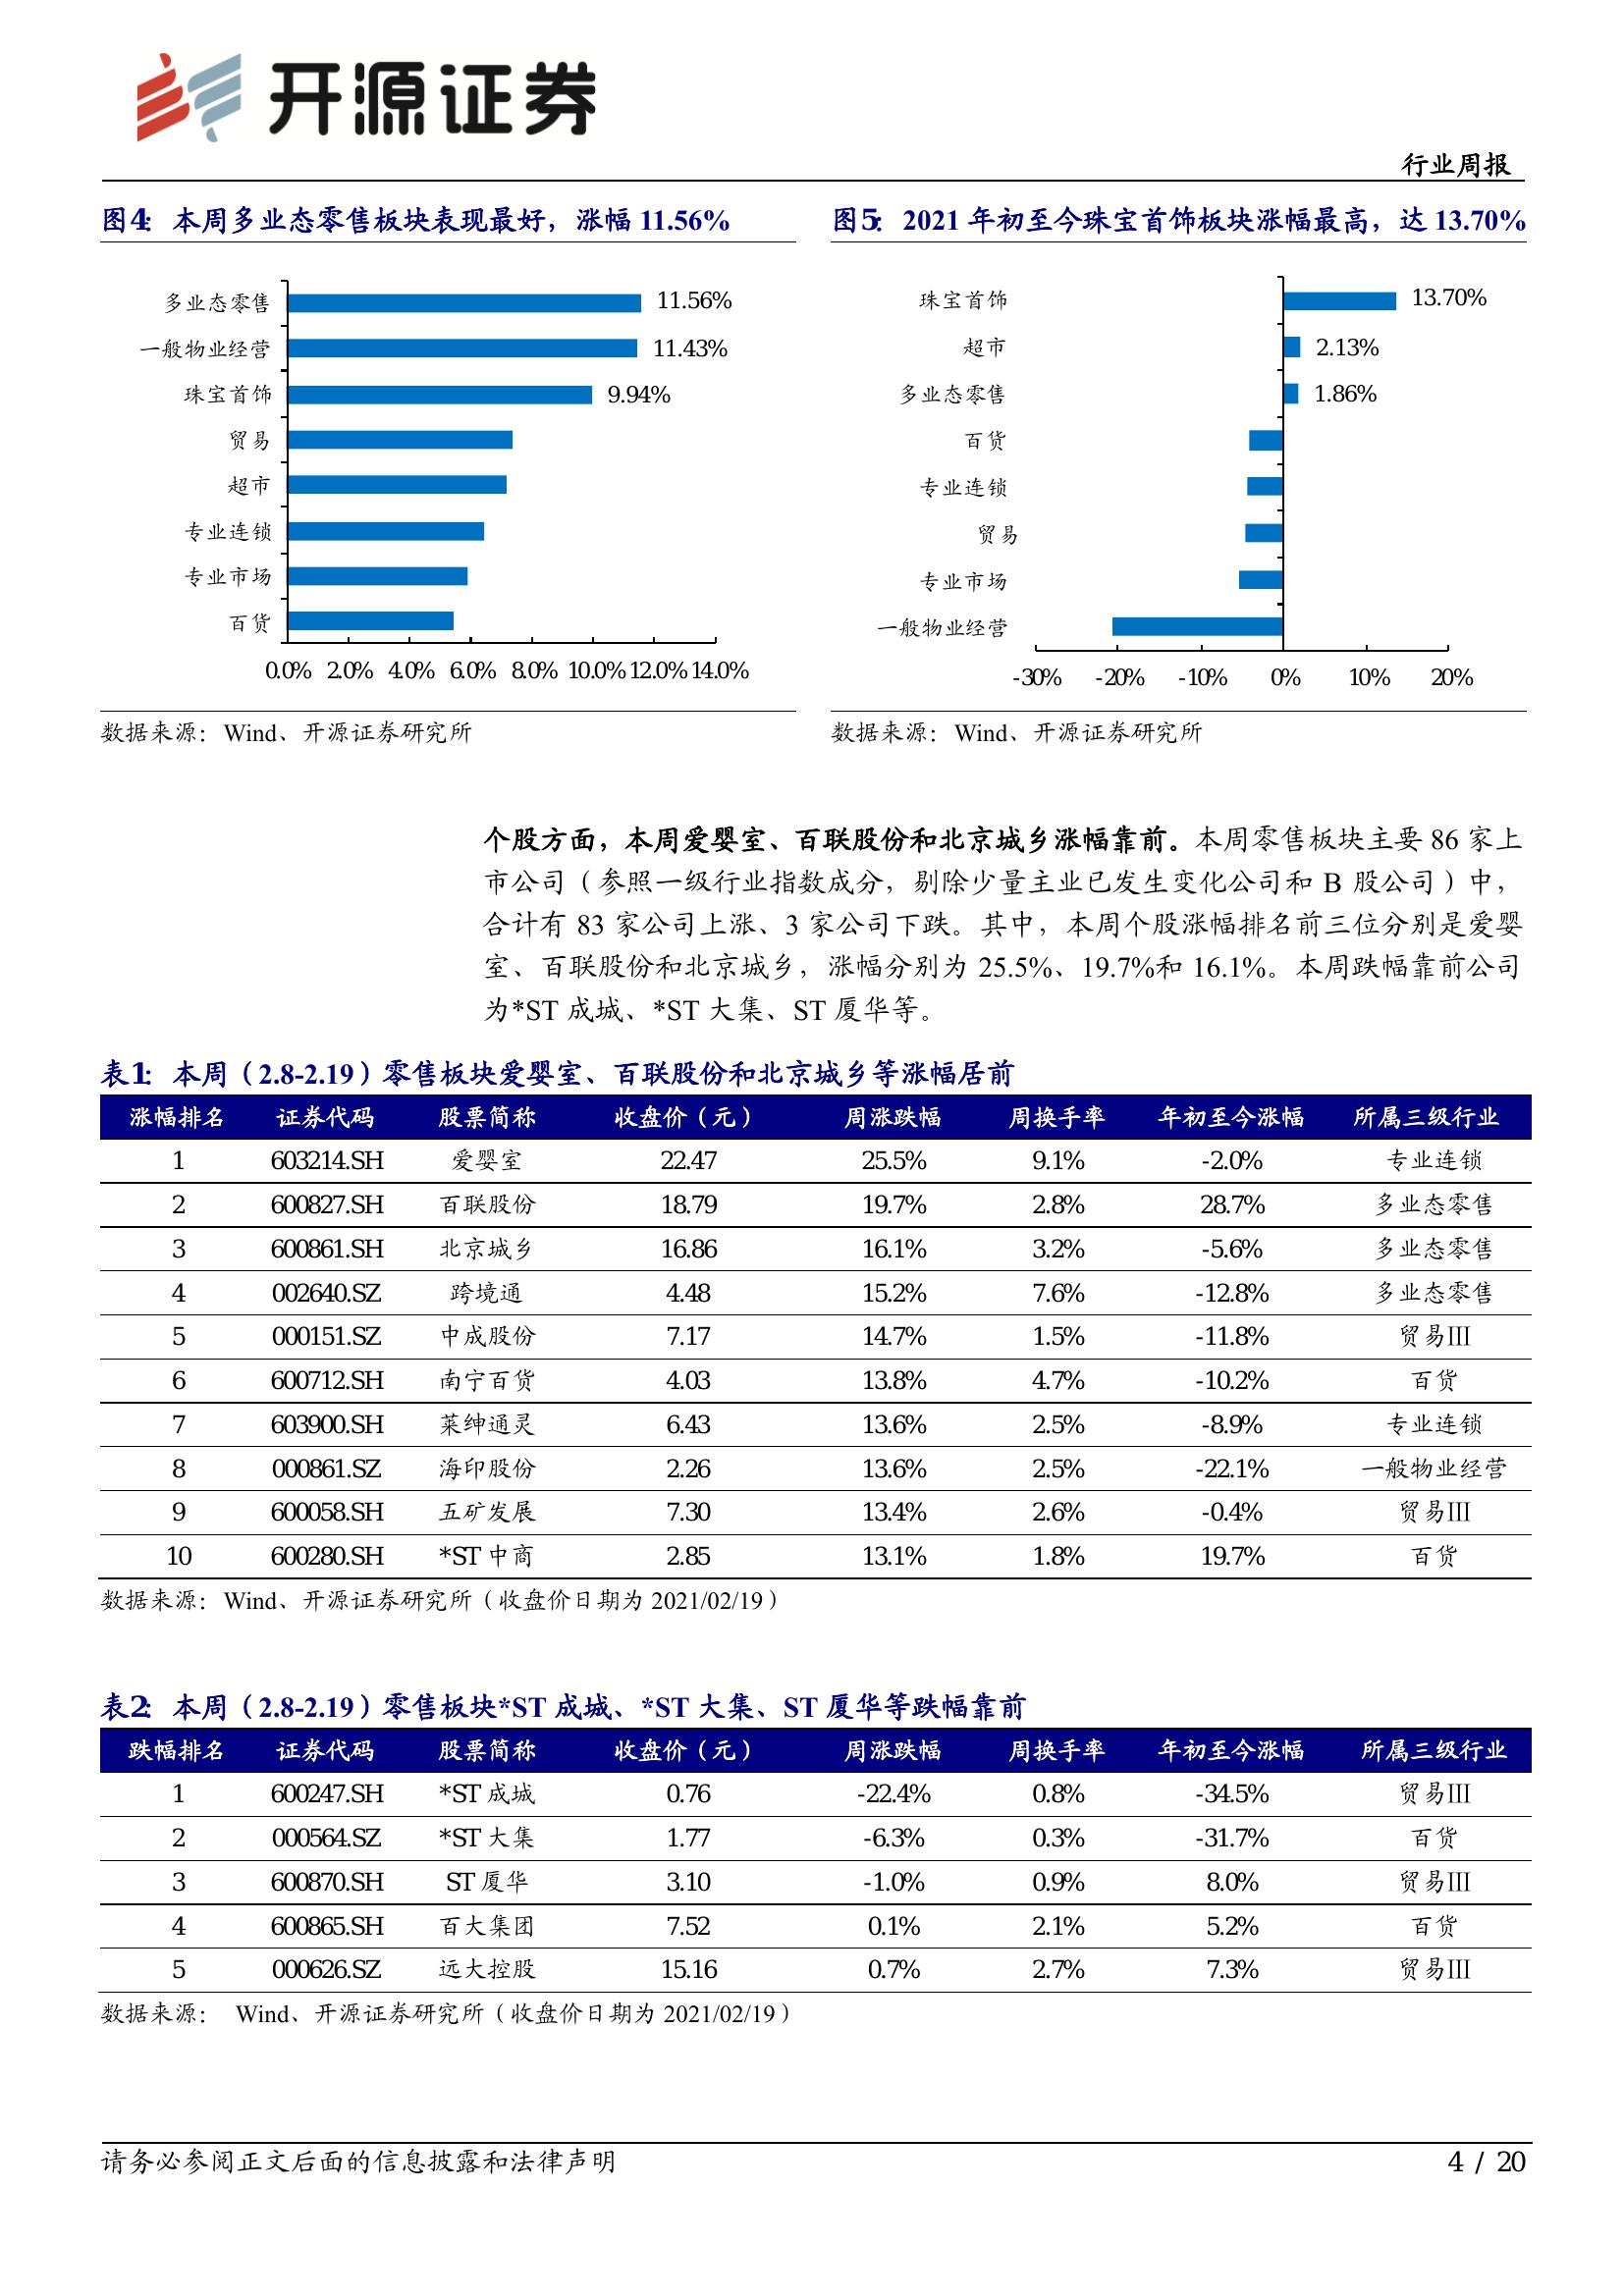 开源证券
行业周报
图4： 本周多业态零售板块表现最好，涨幅 11.56%
多业态零售 11.56%
一般物业经营 11.43%
珠宝首饰 9.94%
贸易
超市
专业连锁
专业市场
百货
0.0% 2.0% 4.0% 6.0% 8.0% 10.0% 12.0% 14.0%
数据来源：Wind、开源证券研究所
图5： 2021 年初至今珠宝首饰板块涨幅最高，达 13.70%
珠宝首饰 13.70%
超市 2.13%
多业态零售 1.86%
百货
专业连锁
贸易
专业市场
一般物业经营
-30% -20% -10% 0% 10% 20%
数据来源：Wind、开源证券研究所
个股方面，本周爱婴室、百联股份和北京城乡涨幅靠前。本周零售板块主要 86 家上
市公司（参照一级行业指数成分，剔除少量主业已发生变化公司和 B 股公司）中，
合计有 83 家公司上涨、3 家公司下跌。其中，本周个股涨幅排名前三位分别是爱婴
室、百联股份和北京城乡，涨幅分别为 25.5%、19.7%和 16.1%。本周跌幅靠前公司
为*ST 成城、*ST 大集、ST 厦华等。
表1： 本周（2.8-2.19）零售板块爱婴室、百联股份和北京城乡等涨幅居前
涨幅排名 证券代码 股票简称 收盘价（元） 周涨跌幅 周换手率 年初至今涨幅 所属三级行业
1 603214.SH 爱婴室 22.47 25.5% 9.1% -2.0% 专业连锁
2 600827.SH 百联股份 18.79 19.7% 2.8% 28.7% 多业态零售
3 600861.SH 北京城乡 16.86 16.1% 3.2% -5.6% 多业态零售
4 002640.SZ 跨境通 4.48 15.2% 7.6% -12.8% 多业态零售
5 000151.SZ 中成股份 7.17 14.7% 1.5% -11.8% 贸易Ⅲ
6 600712.SH 南宁百货 4.03 13.8% 4.7% -10.2% 百货
7 603900.SH 莱绅通灵 6.43 13.6% 2.5% -8.9% 专业连锁
8 000861.SZ 海印股份 2.26 13.6% 2.5% -22.1% 一般物业经营
9 600058.SH 五矿发展 7.30 13.4% 2.6% -0.4% 贸易Ⅲ
10 600280.SH *ST 中商 2.85 13.1% 1.8% 19.7% 百货
数据来源：Wind、开源证券研究所（收盘价日期为 2021/02/19）
表2： 本周（2.8-2.19）零售板块*ST 成城、*ST 大集、ST 厦华等跌幅靠前
跌幅排名 证券代码 股票简称 收盘价（元） 周涨跌幅 周换手率 年初至今涨幅 所属三级行业
1 600247.SH *ST 成城 0.76 -22.4% 0.8% -34.5% 贸易Ⅲ
2 000564.SZ *ST 大集 1.77 -6.3% 0.3% -31.7% 百货
3 600870.SH ST 厦华 3.10 -1.0% 0.9% 8.0% 贸易Ⅲ
4 600865.SH 百大集团 7.52 0.1% 2.1% 5.2% 百货
5 000626.SZ 远大控股 15.16 0.7% 2.7% 7.3% 贸易Ⅲ
数据来源： Wind、开源证券研究所（收盘价日期为 2021/02/19）
请务必参阅正文后面的信息披露和法律声明 4 / 20